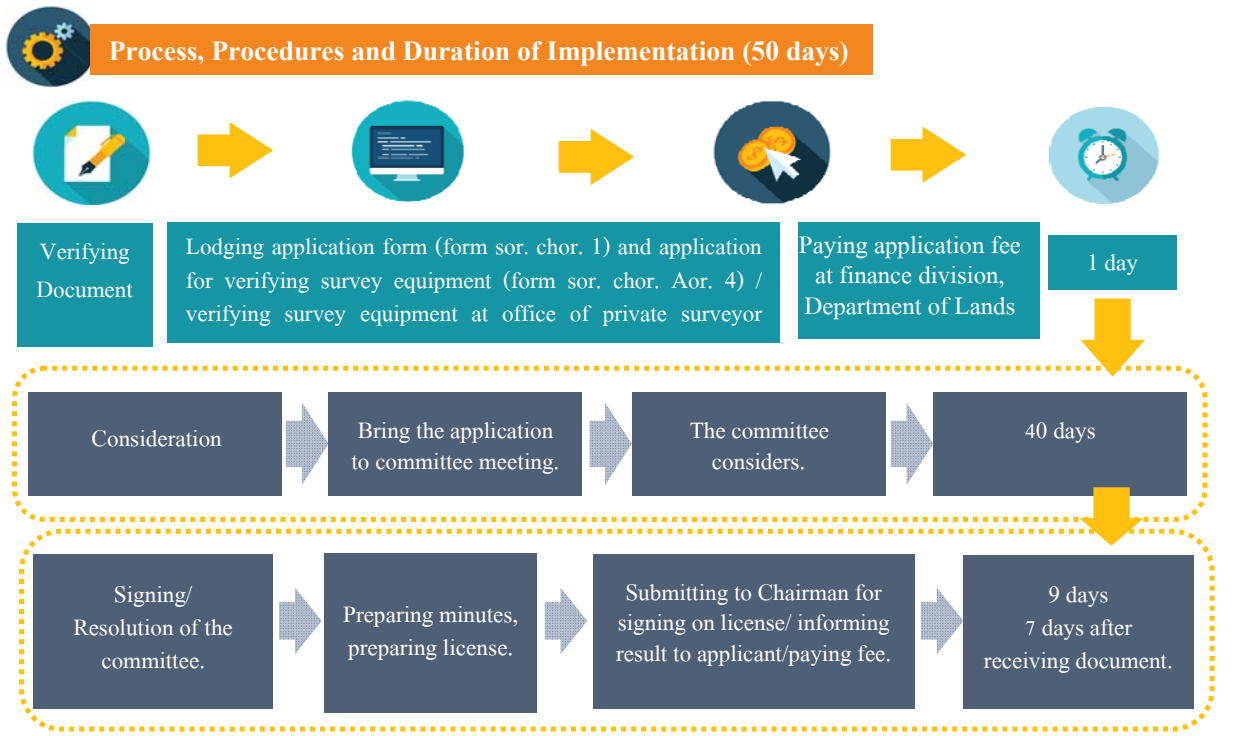 Process, Procedures and Duration of Implementation (50 days)
Verifying
Document
Lodging application form (form sor. chor. 1) and application
for verifying survey equipment (form sor. chor. Aor. 4) /
verifying survey equipment at office of private surveyor
Paying application fee
at finance division,
Department of Lands
1 day
Consideration
Bring the application
to committee meeting.
The committee
considers.
40 days
Signing/
Resolution of the
committee.
Preparing minutes,
preparing license.
Submitting to Chairman for
signing on license/ informing
result to applicant/paying fee.
9 days
7 days after
receiving document.